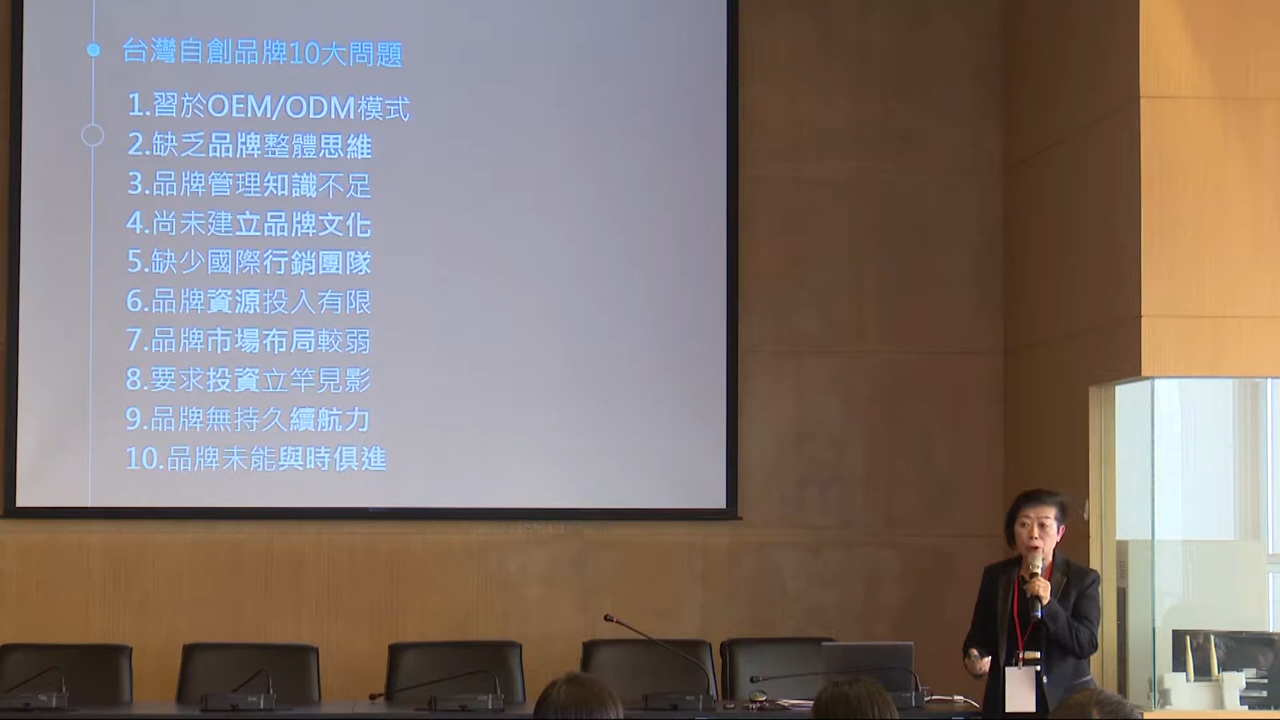 台灣自創品牌10大問題
1.習於OEM/ODM模式
2.缺乏品牌整體思維
3.品牌管理知識不足
4.尚未建立品牌文化
5.缺少國際行銷團隊
6.品牌資源投入有限
7.品牌市場布局較弱
8.要求投資立竿見影
9.品牌無持久續航力
10.品牌未能與時俱進